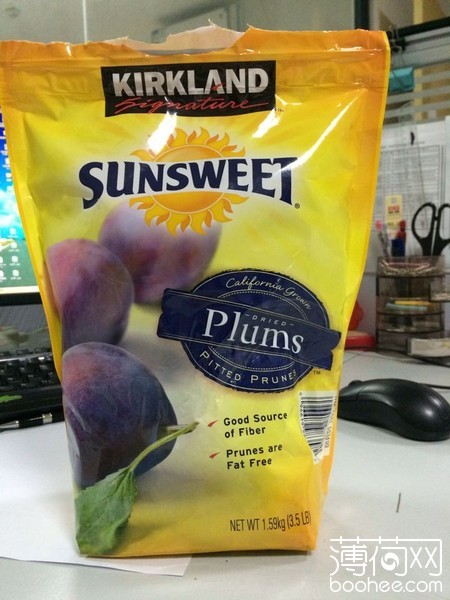 KIRKLAND
Signature
SUNSWEET®
California Grown
DRIED
Plums
PITTED PRUNES™
Good Source
of Fiber
Prunes are
Fat Free
NET WT 1.59kg (3.5 LB)
薄荷网
boohee.com